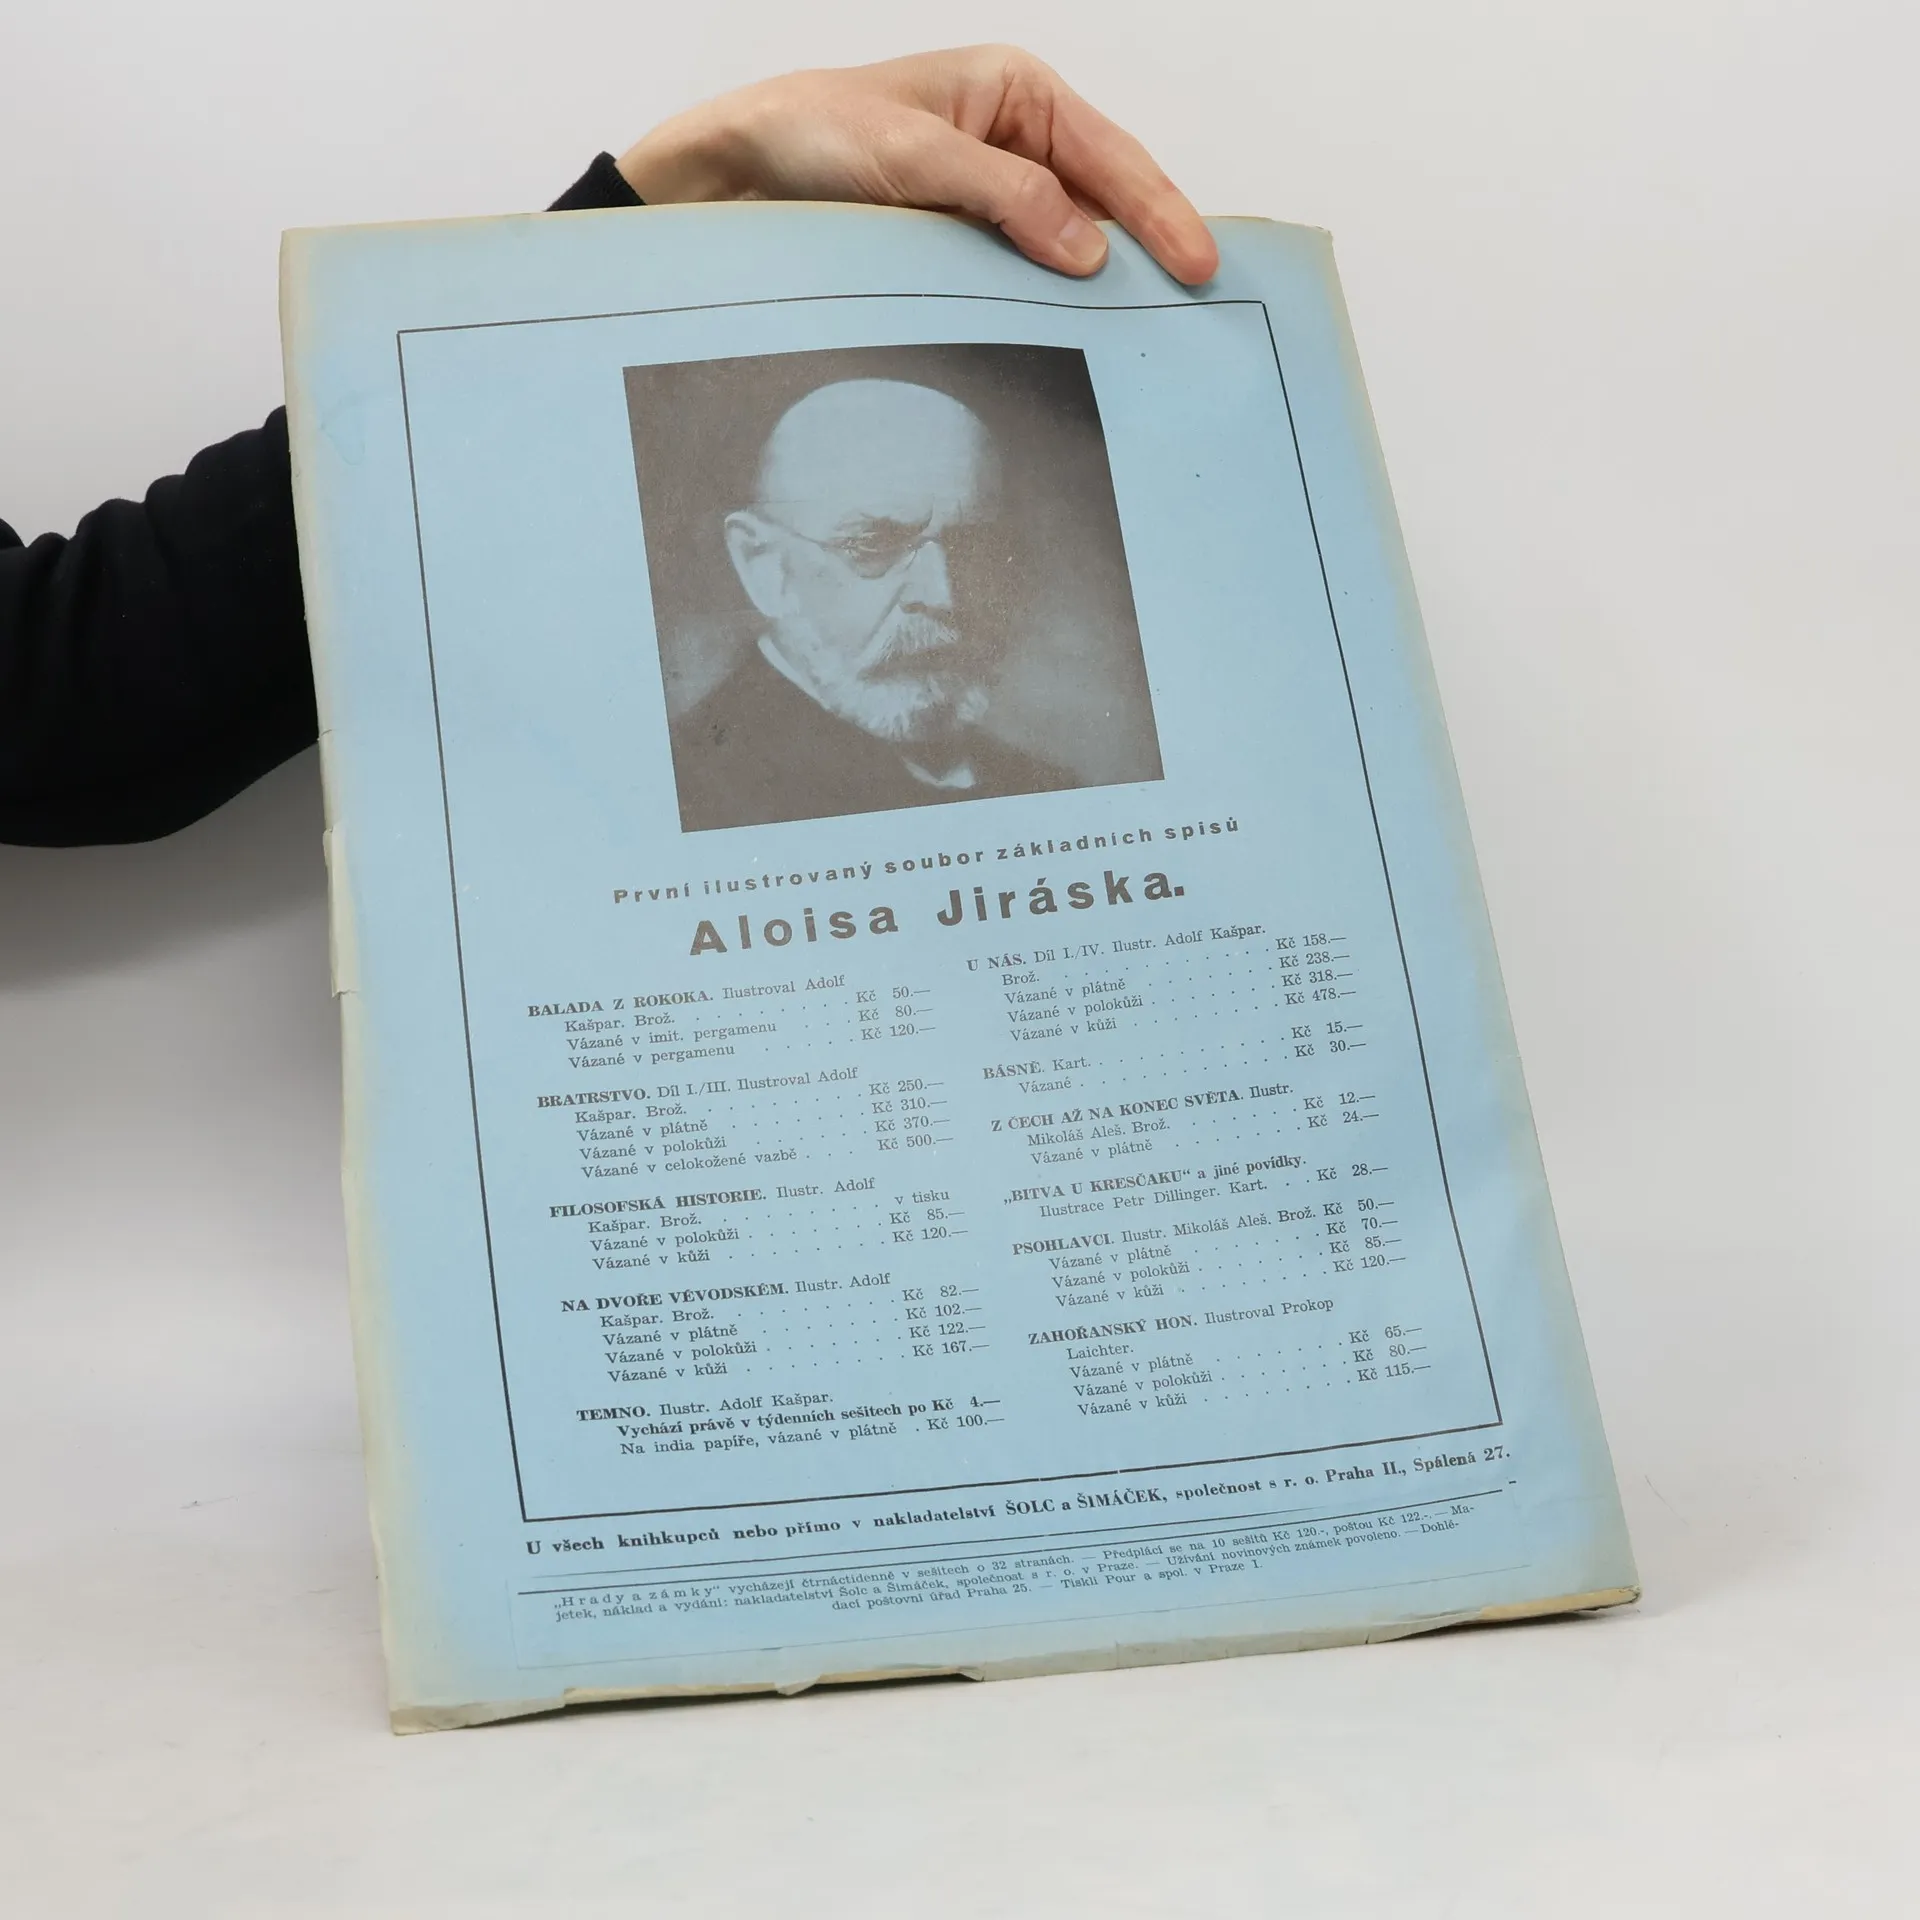 První ilustrovaný soubor základních spisů
Aloisa Jiráska.
BALADA Z ROKOKA. Ilustroval Adolf
Kašpar. Brož. . . . . . . . . Kč 50.—
Vázané v imit. pergamenu . . . Kč 80.—
Vázané v pergamenu . . . . . Kč 120.—
BRATRSTVO. Díl I./III. Ilustroval Adolf
Kašpar. Brož. . . . . . . . . Kč 250.—
Vázané v plátně . . . . . . . Kč 310.—
Vázané v polokůži . . . . . . Kč 370.—
Vázané v celokožené vazbě . . . Kč 500.—
FILOSOFSKÁ HISTORIE. Ilustr. Adolf
Kašpar. Brož. . . . . . . . . v tisku
Vázané v polokůži . . . . . . Kč 85.—
Vázané v kůži . . . . . . . . Kč 120.—
NA DVOŘE VÉVODSKÉM. Ilustr. Adolf
Kašpar. Brož. . . . . . . . . Kč 82.—
Vázané v plátně . . . . . . . Kč 102.—
Vázané v polokůži . . . . . . Kč 122.—
Vázané v kůži . . . . . . . . Kč 167.—
TEMNO. Ilustr. Adolf Kašpar.
Vychází právě v týdenních sešitech po Kč 4.—
Na india papíře, vázané v plátně . Kč 100.—
U NÁS. Díl I./IV. Ilustr. Adolf Kašpar.
Brož. . . . . . . . . . . . Kč 158.—
Vázané v plátně . . . . . . . Kč 238.—
Vázané v polokůži . . . . . . Kč 318.—
Vázané v kůži . . . . . . . . Kč 478.—
BÁSNĚ. Kart. . . . . . . . . . Kč 15.—
Vázané . . . . . . . . . . . Kč 30.—
Z ČECH AŽ NA KONEC SVĚTA. Ilustr.
Mikoláš Aleš. Brož. . . . . . . Kč 12.—
Vázané v plátně . . . . . . . Kč 24.—
„BITVA U KRESČAKU“ a jiné povídky.
Ilustrace Petr Dillinger. Kart. . . Kč 28.—
PSOHLAVCI. Ilustr. Mikoláš Aleš. Brož. Kč 50.—
Vázané v plátně . . . . . . . Kč 70.—
Vázané v polokůži . . . . . . Kč 85.—
Vázané v kůži . . . . . . . . Kč 120.—
ZAHOŘANSKÝ HON. Ilustroval Prokop
Laichter.
Vázané v plátně . . . . . . . Kč 65.—
Vázané v polokůži . . . . . . Kč 80.—
Vázané v kůži . . . . . . . . Kč 115.—
U všech knihkupců nebo přímo v nakladatelství ŠOLC a ŠIMÁČEK, společnost s r. o. Praha II., Spálená 27.
„Hrady a zámky“ vycházejí čtrnáctidenně v sešitech o 32 stranách. — Předplácí se na 10 sešitů Kč 120.-, poštou Kč 122.-. — Ma-
jetek, náklad a vydání: nakladatelství Šolc a Šimáček, společnost s r. o. v Praze. — Užívání novinových známek povoleno. — Dohlé-
dací poštovní úřad Praha 25. — Tiskli Pour a spol. v Praze 1.